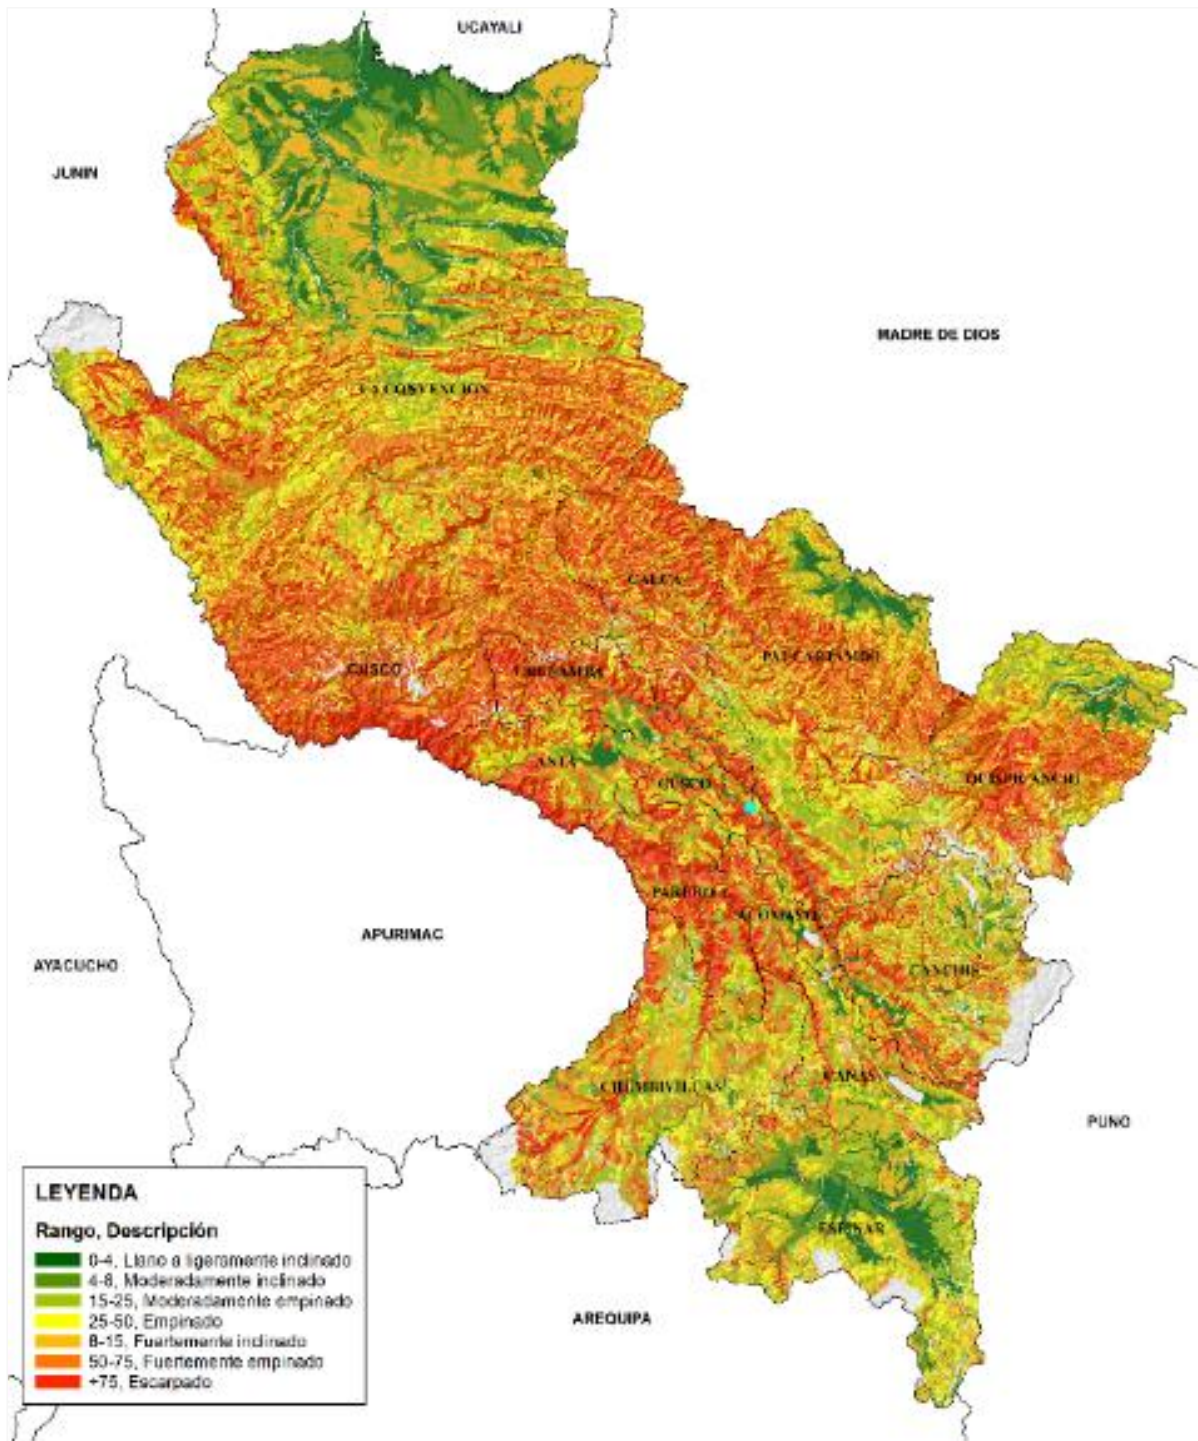 UCAYALI
JUNIN
MADRE DE DIOS
LA CONVENCION
CALCA
PAUCARTAMBO
CUSCO
URUBAMBA
ANTA
CUSCO
QUISPICANCHI
PARURO
ACOMAYO
APURIMAC
AYACUCHO
CANCHIS
CANAS
CHUMBIVILCAS
PUNO
ESPINAR
AREQUIPA
LEYENDA
Rango, Descripción
0-4, Llano a ligeramente inclinado
4-8, Moderadamente inclinado
15-25, Moderadamente empinado
25-50, Empinado
8-15, Fuertemente inclinado
50-75, Fuertemente empinado
+75, Escarpado